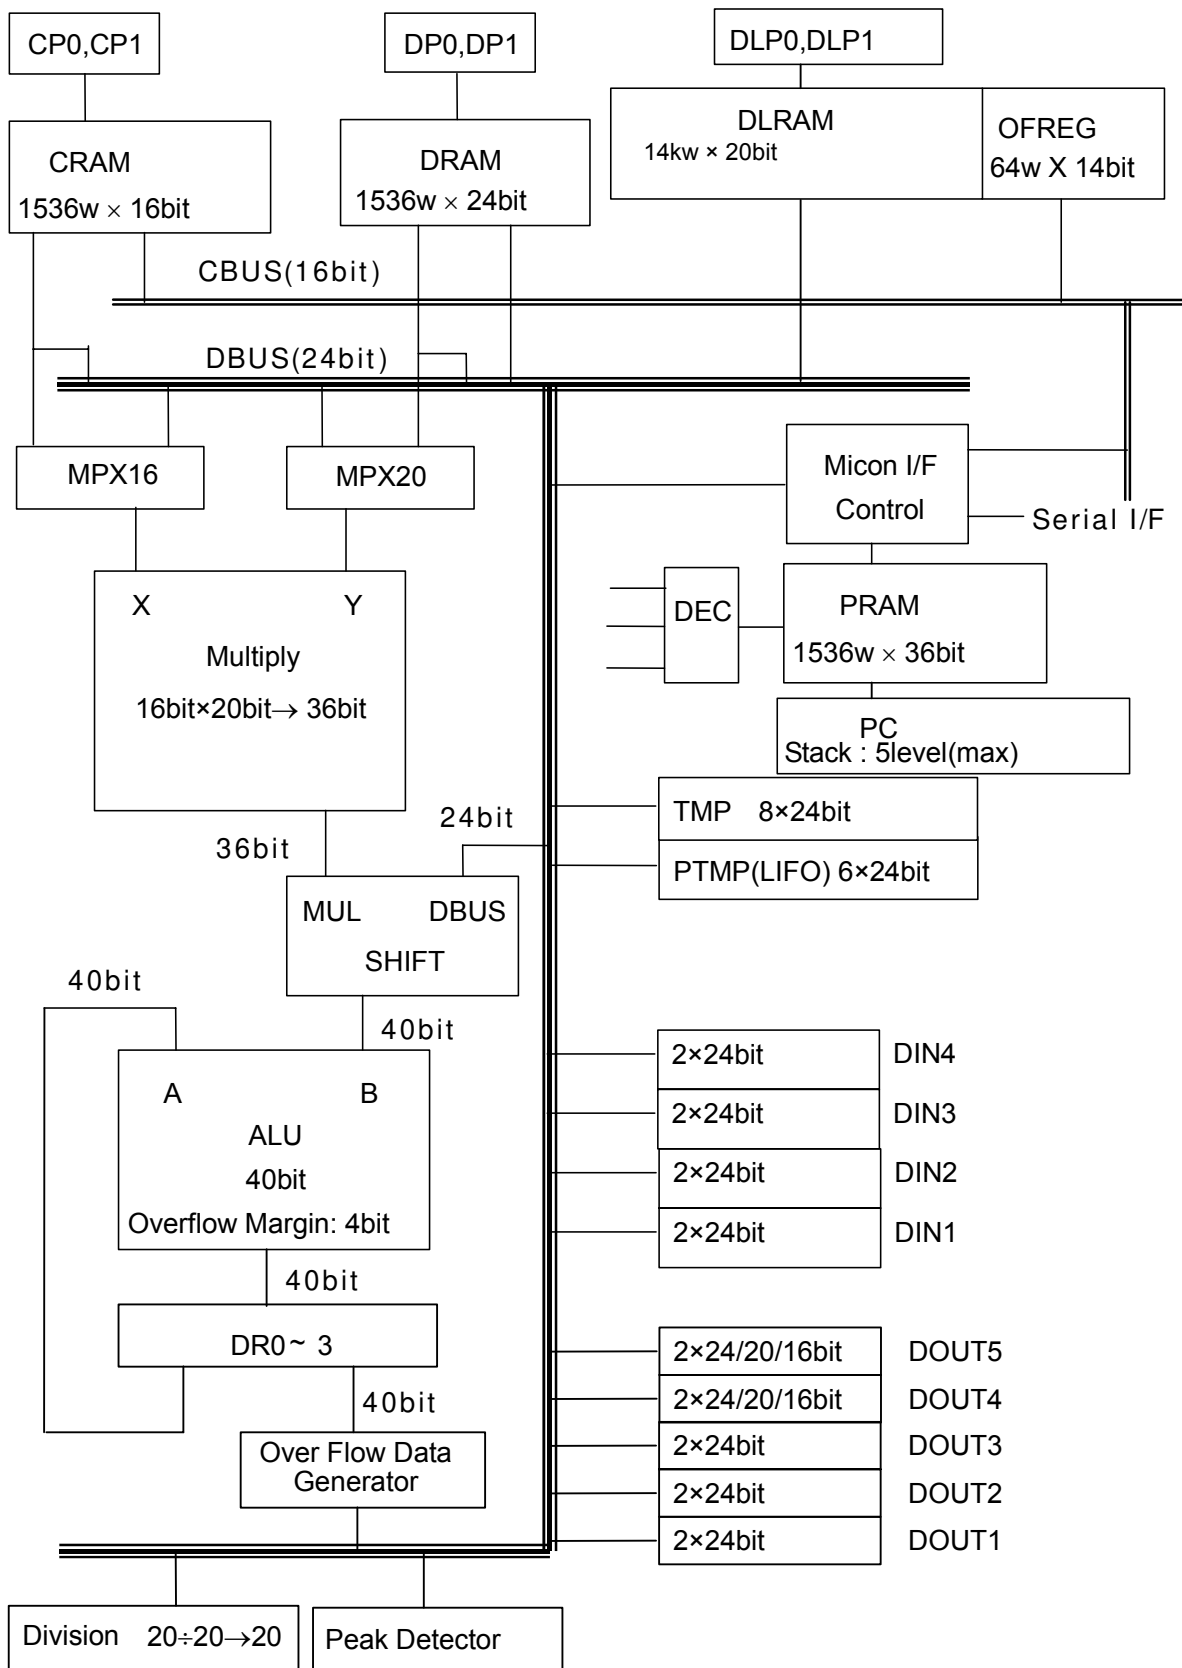 CP0,CP1
DP0,DP1
DLP0,DLP1
CRAM
1536w × 16bit
DRAM
1536w × 24bit
DLRAM
14kw × 20bit
OFREG
64w X 14bit
CBUS(16bit)
DBUS(24bit)
MPX16
MPX20
Micon I/F
Control
Serial I/F
X Y
Multiply
16bit×20bit→ 36bit
DEC
PRAM
1536w × 36bit
PC
Stack : 5level(max)
36bit
24bit
TMP 8×24bit
PTMP(LIFO) 6×24bit
MUL DBUS
SHIFT
40bit
40bit
A B
ALU
40bit
Overflow Margin: 4bit
2×24bit DIN4
2×24bit DIN3
2×24bit DIN2
2×24bit DIN1
40bit
DR0~ 3
40bit
Over Flow Data
Generator
2×24/20/16bit DOUT5
2×24/20/16bit DOUT4
2×24bit DOUT3
2×24bit DOUT2
2×24bit DOUT1
Division 20÷20→20
Peak Detector